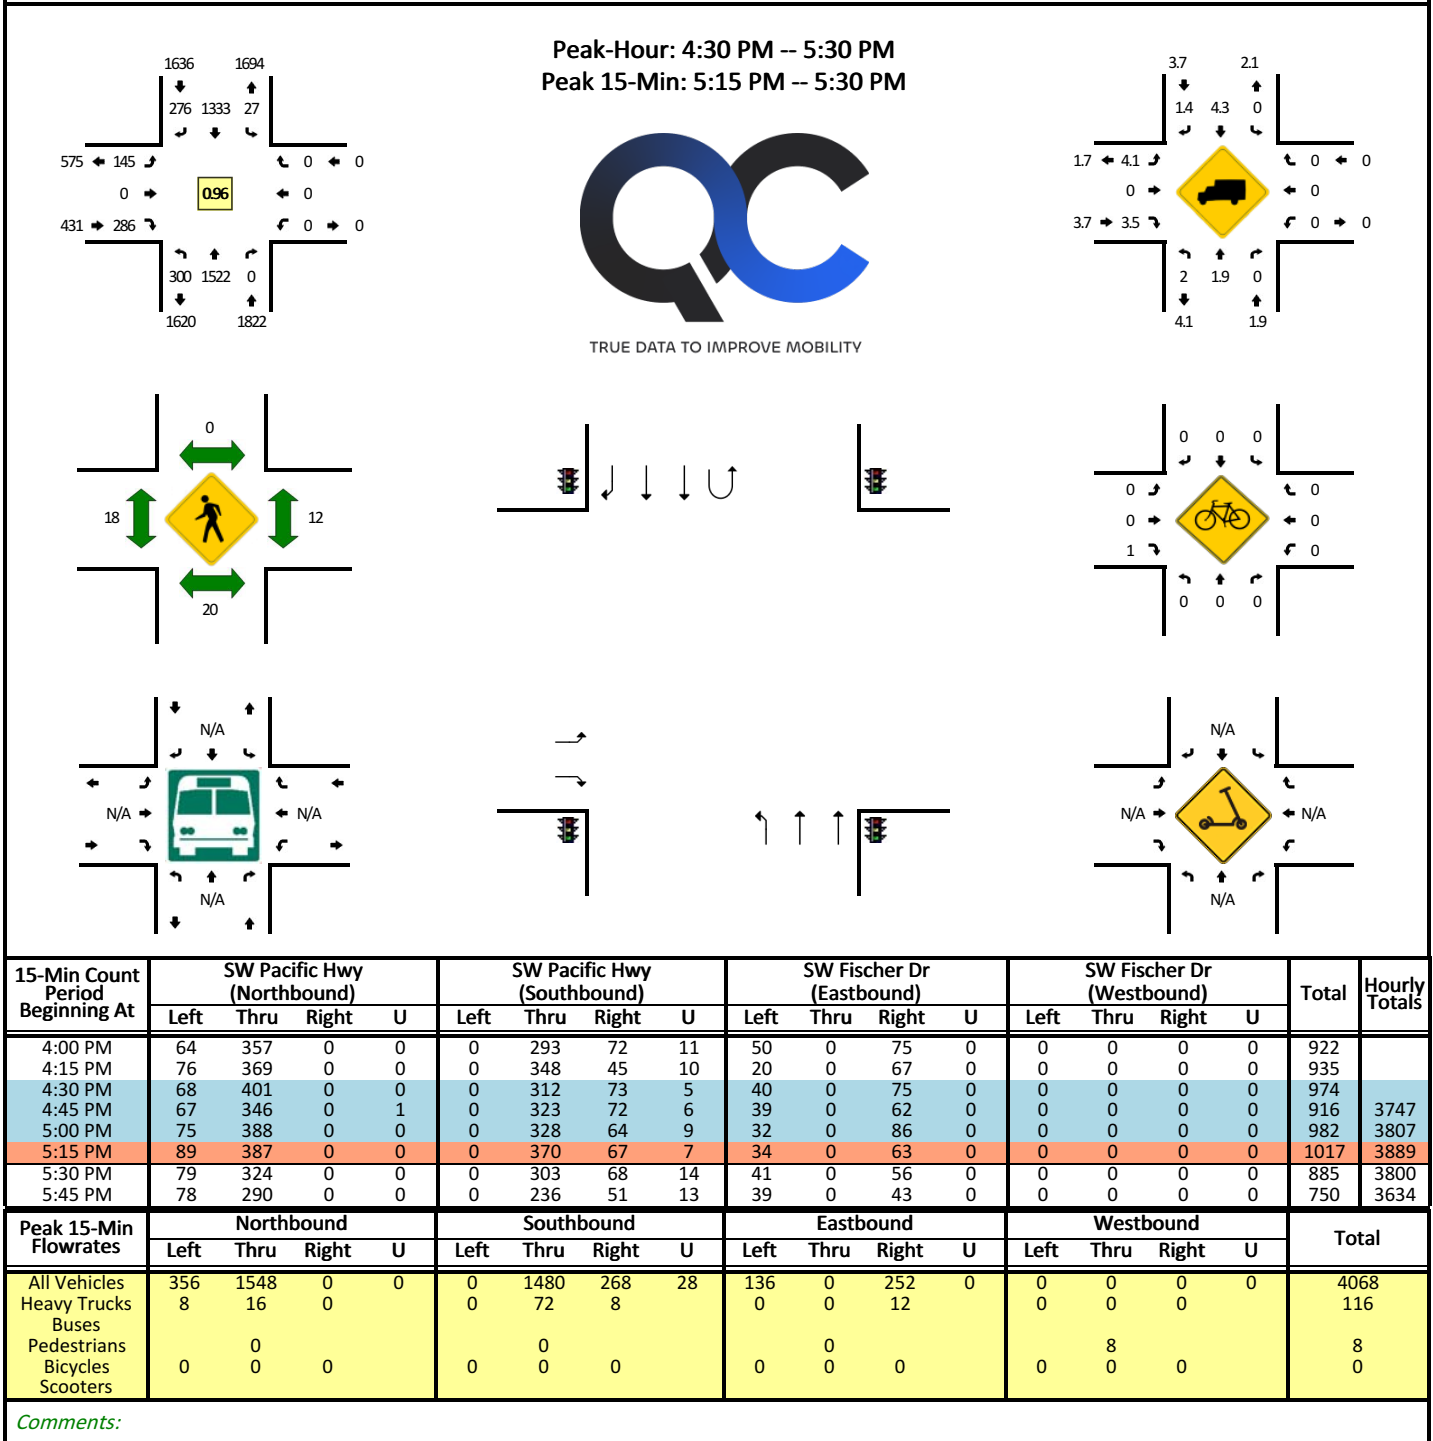 Peak-Hour: 4:30 PM -- 5:30 PM
Peak 15-Min: 5:15 PM -- 5:30 PM
1636 1694
276 1333 27
575 145 0 0
0 0.96 0
431 286 0 0
300 1522 0
1620 1822
QC
TRUE DATA TO IMPROVE MOBILITY
3.7 2.1
1.4 4.3 0
1.7 4.1 0 0
0 0
3.7 3.5 0 0
2 1.9 0
4.1 1.9
0
18 12
20
0 0 0
0 0
0 0
1 0
0 0 0
N/A
N/A N/A
N/A
N/A
N/A N/A
N/A
15-Min Count Period Beginning At SW Pacific Hwy (Northbound) SW Pacific Hwy (Southbound) SW Fischer Dr (Eastbound) SW Fischer Dr (Westbound) Total Hourly Totals
Left Thru Right U Left Thru Right U Left Thru Right U Left Thru Right U
4:00 PM 64 357 0 0 0 293 72 11 50 0 75 0 0 0 0 0 922
4:15 PM 76 369 0 0 0 348 45 10 20 0 67 0 0 0 0 0 935
4:30 PM 68 401 0 0 0 312 73 5 40 0 75 0 0 0 0 0 974
4:45 PM 67 346 0 1 0 323 72 6 39 0 62 0 0 0 0 0 916 3747
5:00 PM 75 388 0 0 0 328 64 9 32 0 86 0 0 0 0 0 982 3807
5:15 PM 89 387 0 0 0 370 67 7 34 0 63 0 0 0 0 0 1017 3889
5:30 PM 79 324 0 0 0 303 68 14 41 0 56 0 0 0 0 0 885 3800
5:45 PM 78 290 0 0 0 236 51 13 39 0 43 0 0 0 0 0 750 3634
Peak 15-Min Flowrates Northbound Southbound Eastbound Westbound Total
Left Thru Right U Left Thru Right U Left Thru Right U Left Thru Right U
All Vehicles 356 1548 0 0 0 1480 268 28 136 0 252 0 0 0 0 0 4068
Heavy Trucks 8 16 0 0 72 8 0 0 12 0 0 0 116
Buses
Pedestrians 0 0 0 8 8
Bicycles 0 0 0 0 0 0 0 0 0 0 0 0 0
Scooters
Comments: